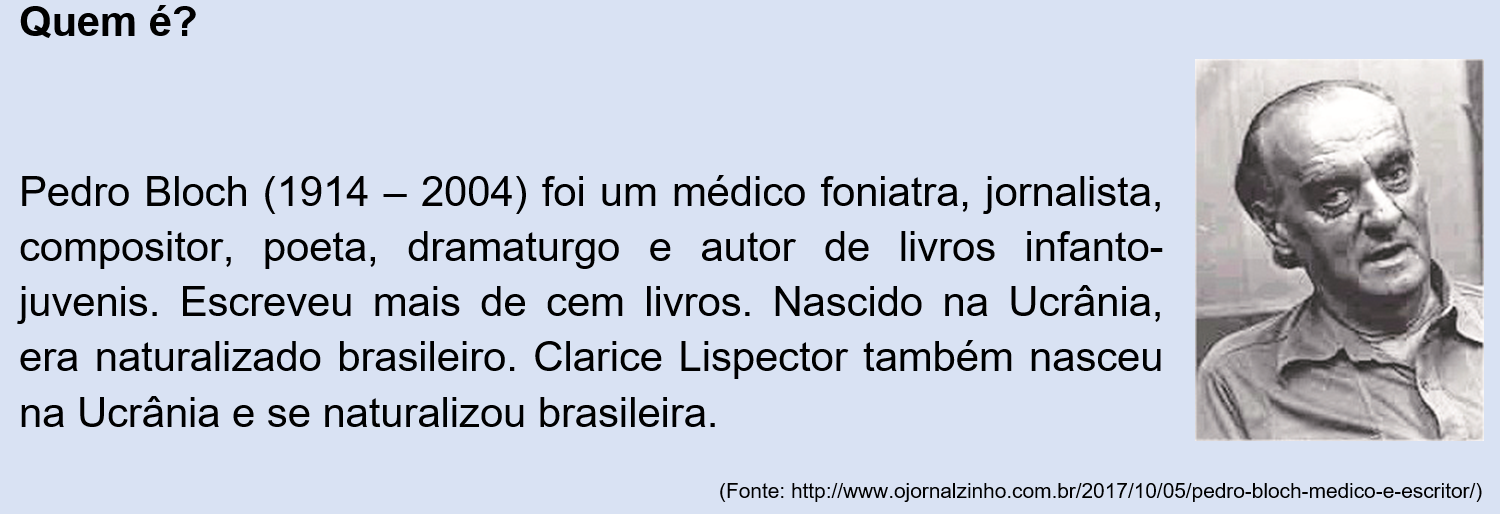 Quem é?
Pedro Bloch (1914 – 2004) foi um médico foniatra, jornalista,
compositor, poeta, dramaturgo e autor de livros infanto-
juvenis. Escreveu mais de cem livros. Nascido na Ucrânia,
era naturalizado brasileiro. Clarice Lispector também nasceu
na Ucrânia e se naturalizou brasileira.
(Fonte: http://www.ojornalzinho.com.br/2017/10/05/pedro-bloch-medico-e-escritor/)